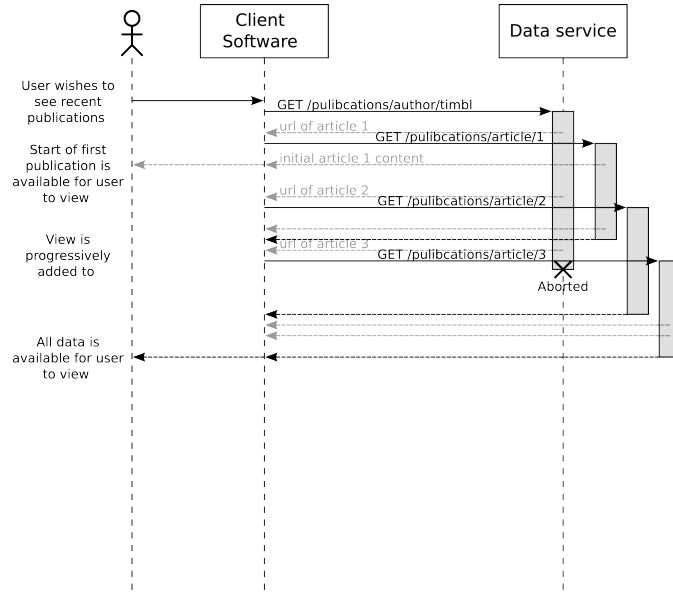 Client
Software
Data service
User wishes to
see recent
publications
GET /pulibcations/author/timbl
url of article 1
GET /pulibcations/article/1
Start of first
publication is
available for user
to view
initial article 1 content
url of article 2
GET /pulibcations/article/2
View is
progressively
added to
url of article 3
GET /pulibcations/article/3
Aborted
All data is
available for user
to view